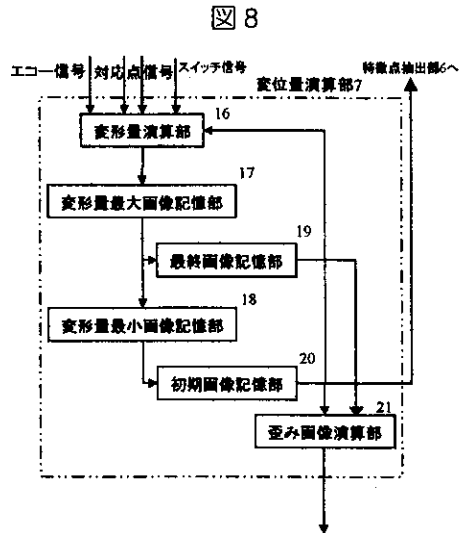 図8
エコー信号 対応点信号 スイッチ信号
特徴点抽出部6へ
変位量演算部7
16
変形量演算部
17
変形量最大画像記憶部
19
最終画像記憶部
18
変形量最小画像記憶部
20
初期画像記憶部
21
歪み画像演算部